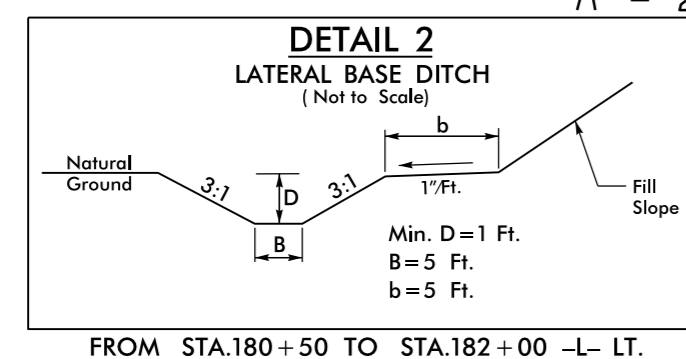 DETAIL 2
LATERAL BASE DITCH
( Not to Scale)
b
Natural
Ground
3:1
D
3:1
1"/Ft.
Fill
Slope
B
Min. D=1 Ft.
B=5 Ft.
b=5 Ft.
FROM STA.180+50 TO STA.182+00 -L- LT.